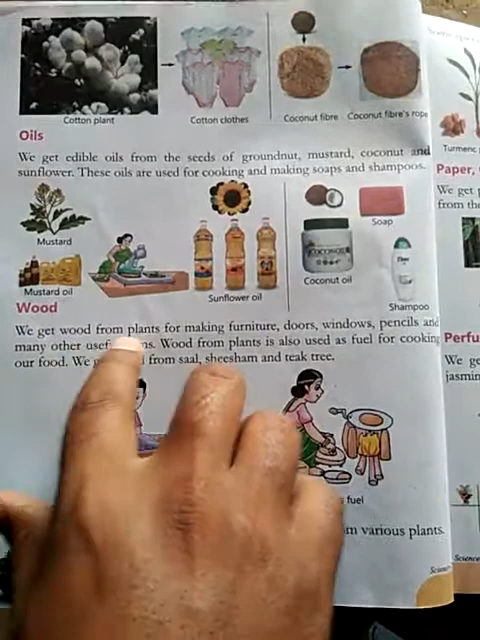 Cotton plant
Cotton clothes
Coconut fibre
Coconut fibre's rope
Oils
We get edible oils from the seeds of groundnut, mustard, coconut and
sunflower. These oils are used for cooking and making soaps and shampoos.
Mustard
Mustard oil
Sunflower oil
COCONUT
Coconut oil
Soap
Shampoo
Wood
We get wood from plants for making furniture, doors, windows, pencils and
many other Wood from plants is also used as fuel for cooking
our food. We from saal, sheesham and teak tree.
fuel
various plants.
Turmeric
Paper,
We get
from the
Perfu
We ge
jasmin
Science